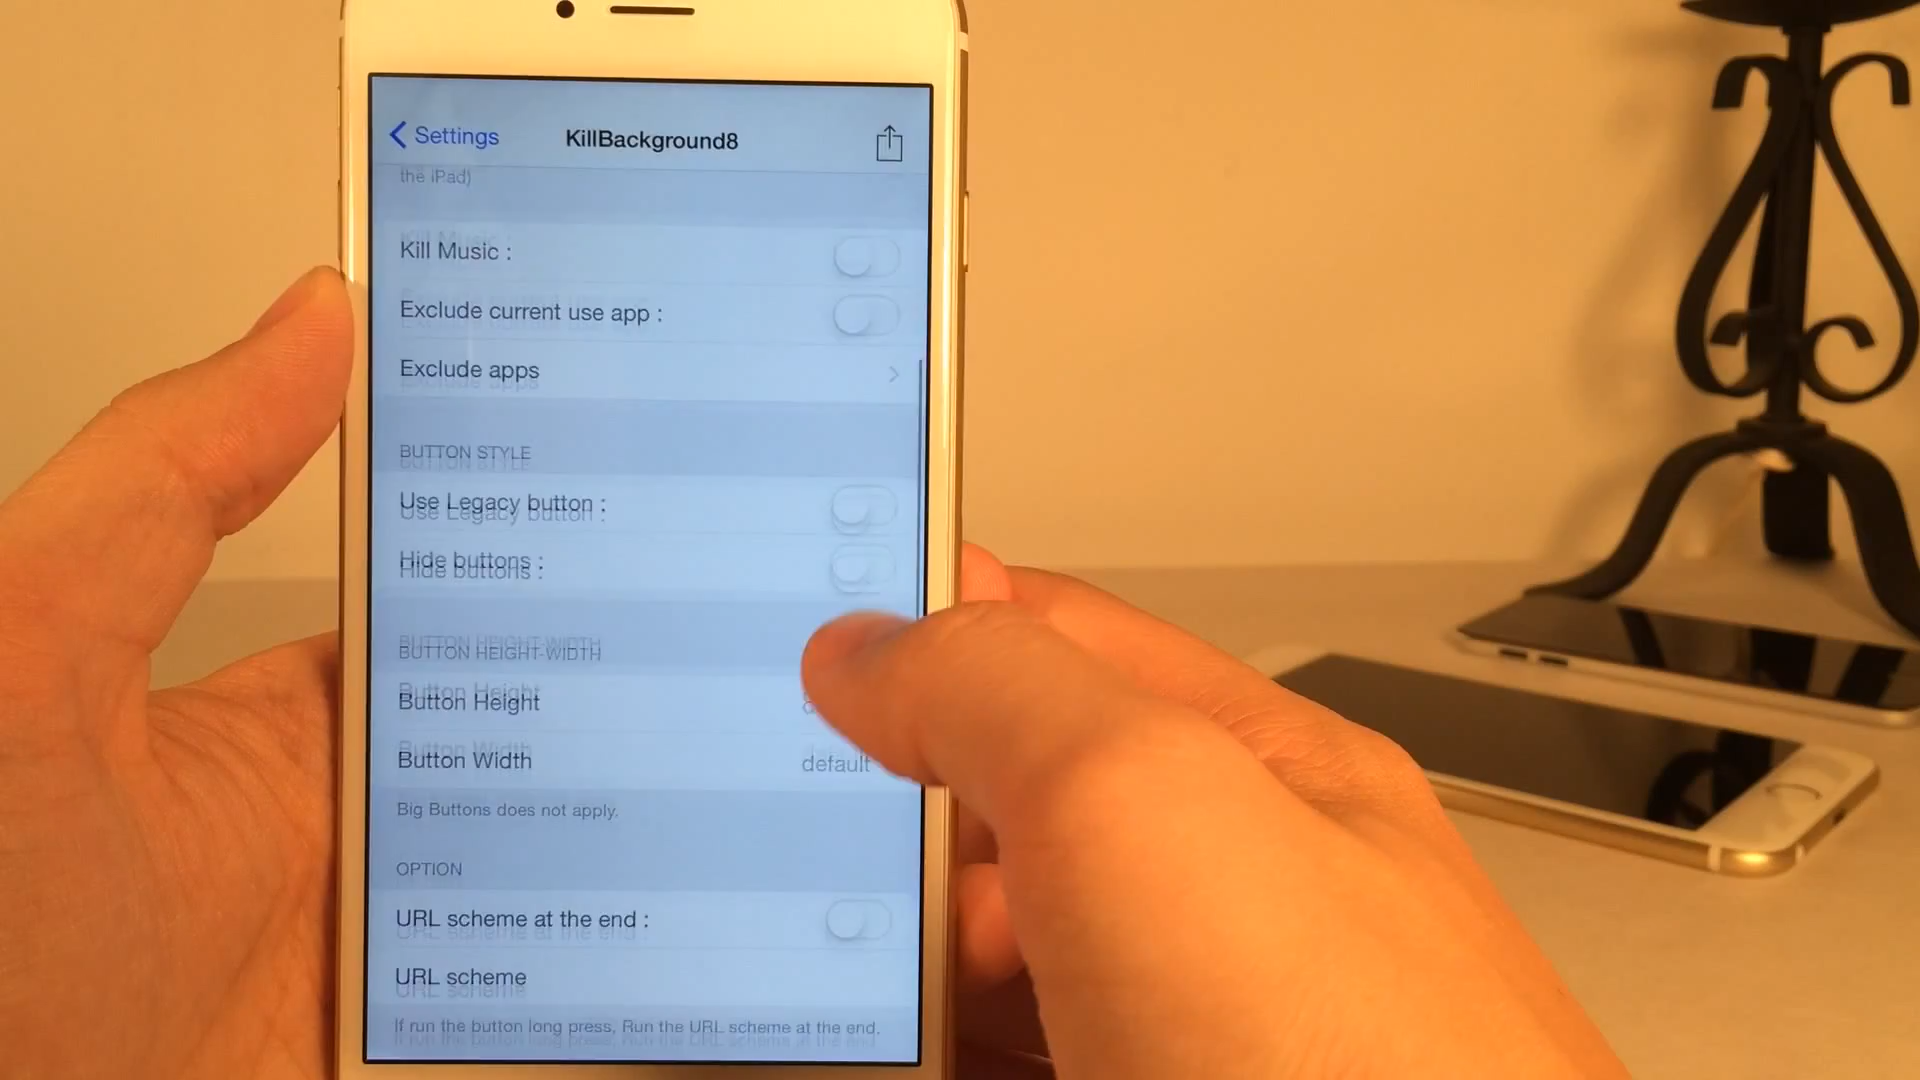 Settings
KillBackground8
the iPad)
Kill Music :
Exclude current use app :
Exclude apps
BUTTON STYLE
Use Legacy button :
Hide buttons :
BUTTON HEIGHT-WIDTH
Button Height
Button Width default
Big Buttons does not apply.
OPTION
URL scheme at the end :
URL scheme
If run the button long press, Run the URL scheme at the end.